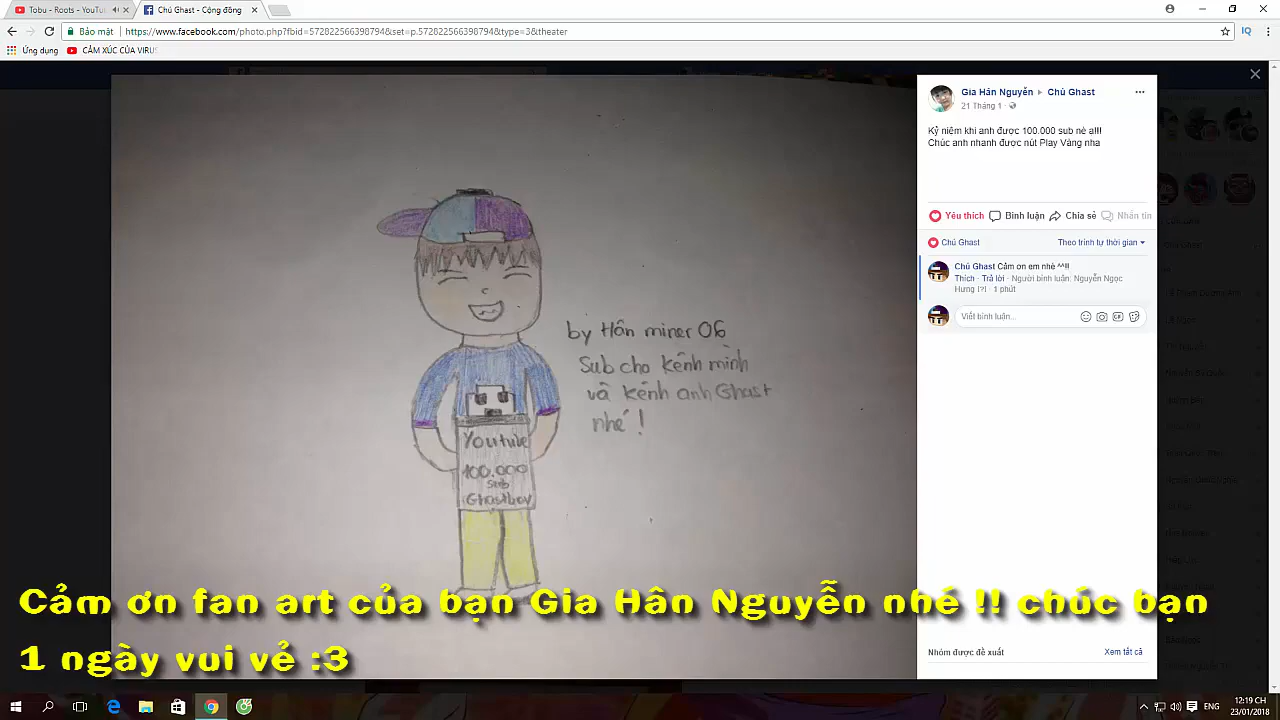 Tobu - Roots - YouTu
Chú Ghast - Cộng đồng
Bảo mật
https://www.facebook.com/photo.php?fbid=572822566398794&set=p.572822566398794&type=3&theater
Ứng dụng
CẢM XÚC CỦA VIRUS
Gia Hân Nguyễn ▸ Chú Ghast
21 Tháng 1 ·
Kỷ niệm khi anh được 100.000 sub nè a!!!
Chúc anh nhanh được nút Play Vàng nha
Yêu thích Bình luận Chia sẻ Nhắn tin
Chú Ghast
Theo trình tự thời gian
Chú Ghast Cảm ơn em nhé ^^!!
Thích · Trả lời · Người bình luận: Nguyễn Ngọc
Hưng |?| · 1 phút
Viết bình luận...
by Hân miner 06
Sub cho kênh mình
và kênh anh Ghast
nhé !
Youtube
100.000
sub
Ghastboy
Cảm ơn fan art của bạn Gia Hân Nguyễn nhé !! chúc bạn
1 ngày vui vẻ :3
Nhóm được đề xuất
Xem tất cả
ENG
12:19 CH
23/01/2018